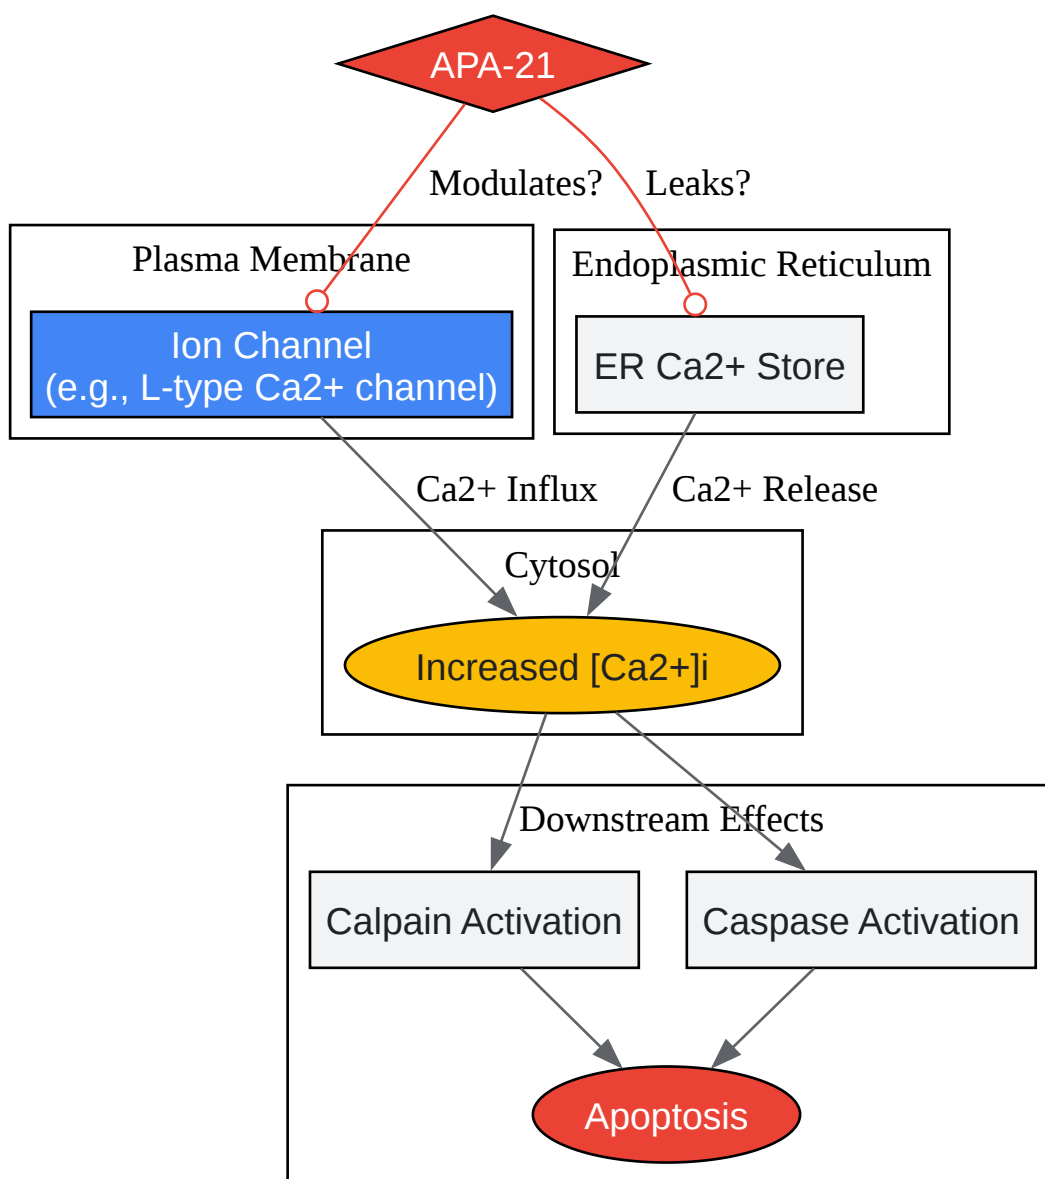 APA-21
Modulates?
Leaks?
Plasma Membrane
Endoplasmic Reticulum
Ion Channel
(e.g., L-type Ca2+ channel)
ER Ca2+ Store
Ca2+ Influx
Ca2+ Release
Cytosol
Increased [Ca2+]i
Downstream Effects
Calpain Activation
Caspase Activation
Apoptosis